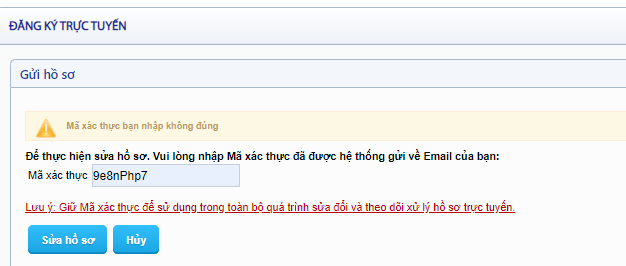 ĐĂNG KÝ TRỰC TUYẾN
Gửi hồ sơ
Mã xác thực bạn nhập không đúng
Để thực hiện sửa hồ sơ. Vui lòng nhập Mã xác thực đã được hệ thống gửi về Email của bạn:
Mã xác thực 9e8nPhp7
Lưu ý: Giữ Mã xác thực để sử dụng trong toàn bộ quá trình sửa đổi và theo dõi xử lý hồ sơ trực tuyến.
Sửa hồ sơ Hủy